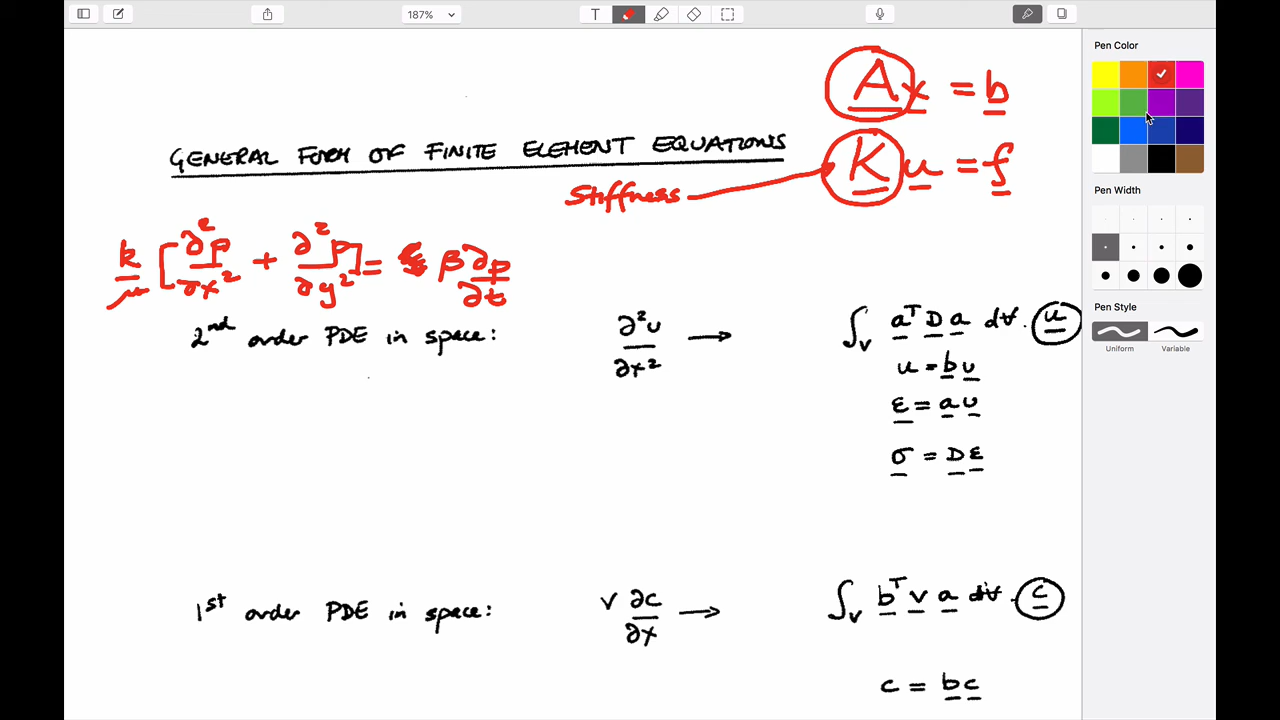 187%
T
Pen Color
A x = b
GENERAL FORM OF FINITE ELEMENT EQUATIONS
K u = f
Stiffness
Pen Width
k/μ [∂²p/∂x² + ∂²p/∂y²] = β ∂p/∂t
Pen Style
2nd order PDE in space: ∂²u/∂x² → ∫v aᵀ D a dV . u
Uniform Variable
u = b u
ε = a u
σ = D ε
1st order PDE in space: v ∂c/∂x → ∫v bᵀ v a dV . c
c = b c